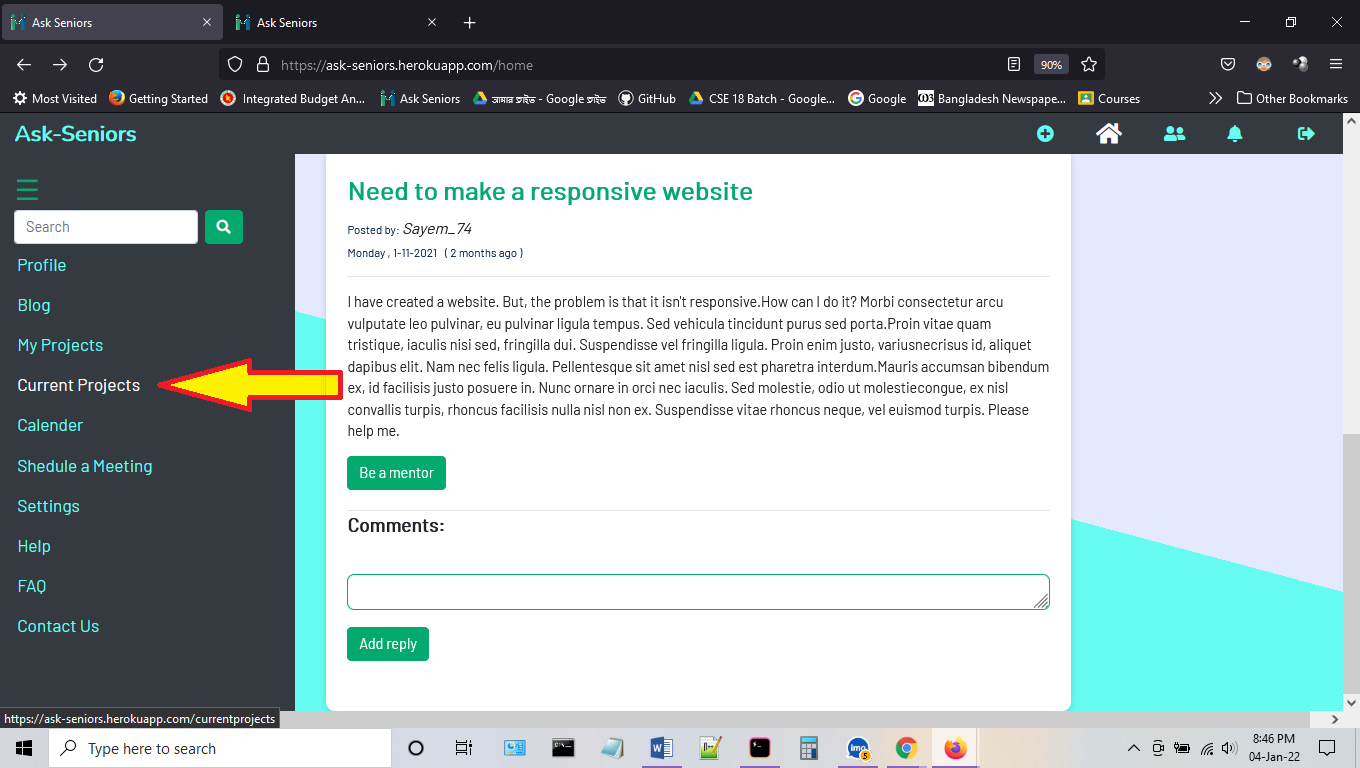 Ask Seniors
Ask Seniors
https://ask-seniors.herokuapp.com/home
90%
Most Visited
Getting Started
Integrated Budget An...
Ask Seniors
আমার ড্রাইভ - Google ড্রাইভ
GitHub
CSE 18 Batch - Google...
Google
Bangladesh Newspape...
Courses
Other Bookmarks
Ask-Seniors
Search
Profile
Blog
My Projects
Current Projects
Calender
Shedule a Meeting
Settings
Help
FAQ
Contact Us
Need to make a responsive website
Posted by: Sayem_74
Monday , 1-11-2021 ( 2 months ago )
I have created a website. But, the problem is that it isn't responsive.How can I do it? Morbi consectetur arcu
vulputate leo pulvinar, eu pulvinar ligula tempus. Sed vehicula tincidunt purus sed porta.Proin vitae quam
tristique, iaculis nisi sed, fringilla dui. Suspendisse vel fringilla ligula. Proin enim justo, variusnecrisus id, aliquet
dapibus elit. Nam nec felis ligula. Pellentesque sit amet nisl sed est pharetra interdum.Mauris accumsan bibendum
ex, id facilisis justo posuere in. Nunc ornare in orci nec iaculis. Sed molestie, odio ut molestiecongue, ex nisl
convallis turpis, rhoncus facilisis nulla nisl non ex. Suspendisse vitae rhoncus neque, vel euismod turpis. Please
help me.
Be a mentor
Comments:
Add reply
https://ask-seniors.herokuapp.com/currentprojects
Type here to search
img
5
8:46 PM
04-Jan-22